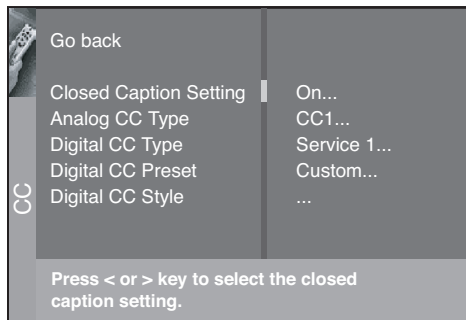 Go back
Closed Caption Setting On...
Analog CC Type CC1...
Digital CC Type Service 1...
Digital CC Preset Custom...
Digital CC Style ...
CC
Press < or > key to select the closed
caption setting.